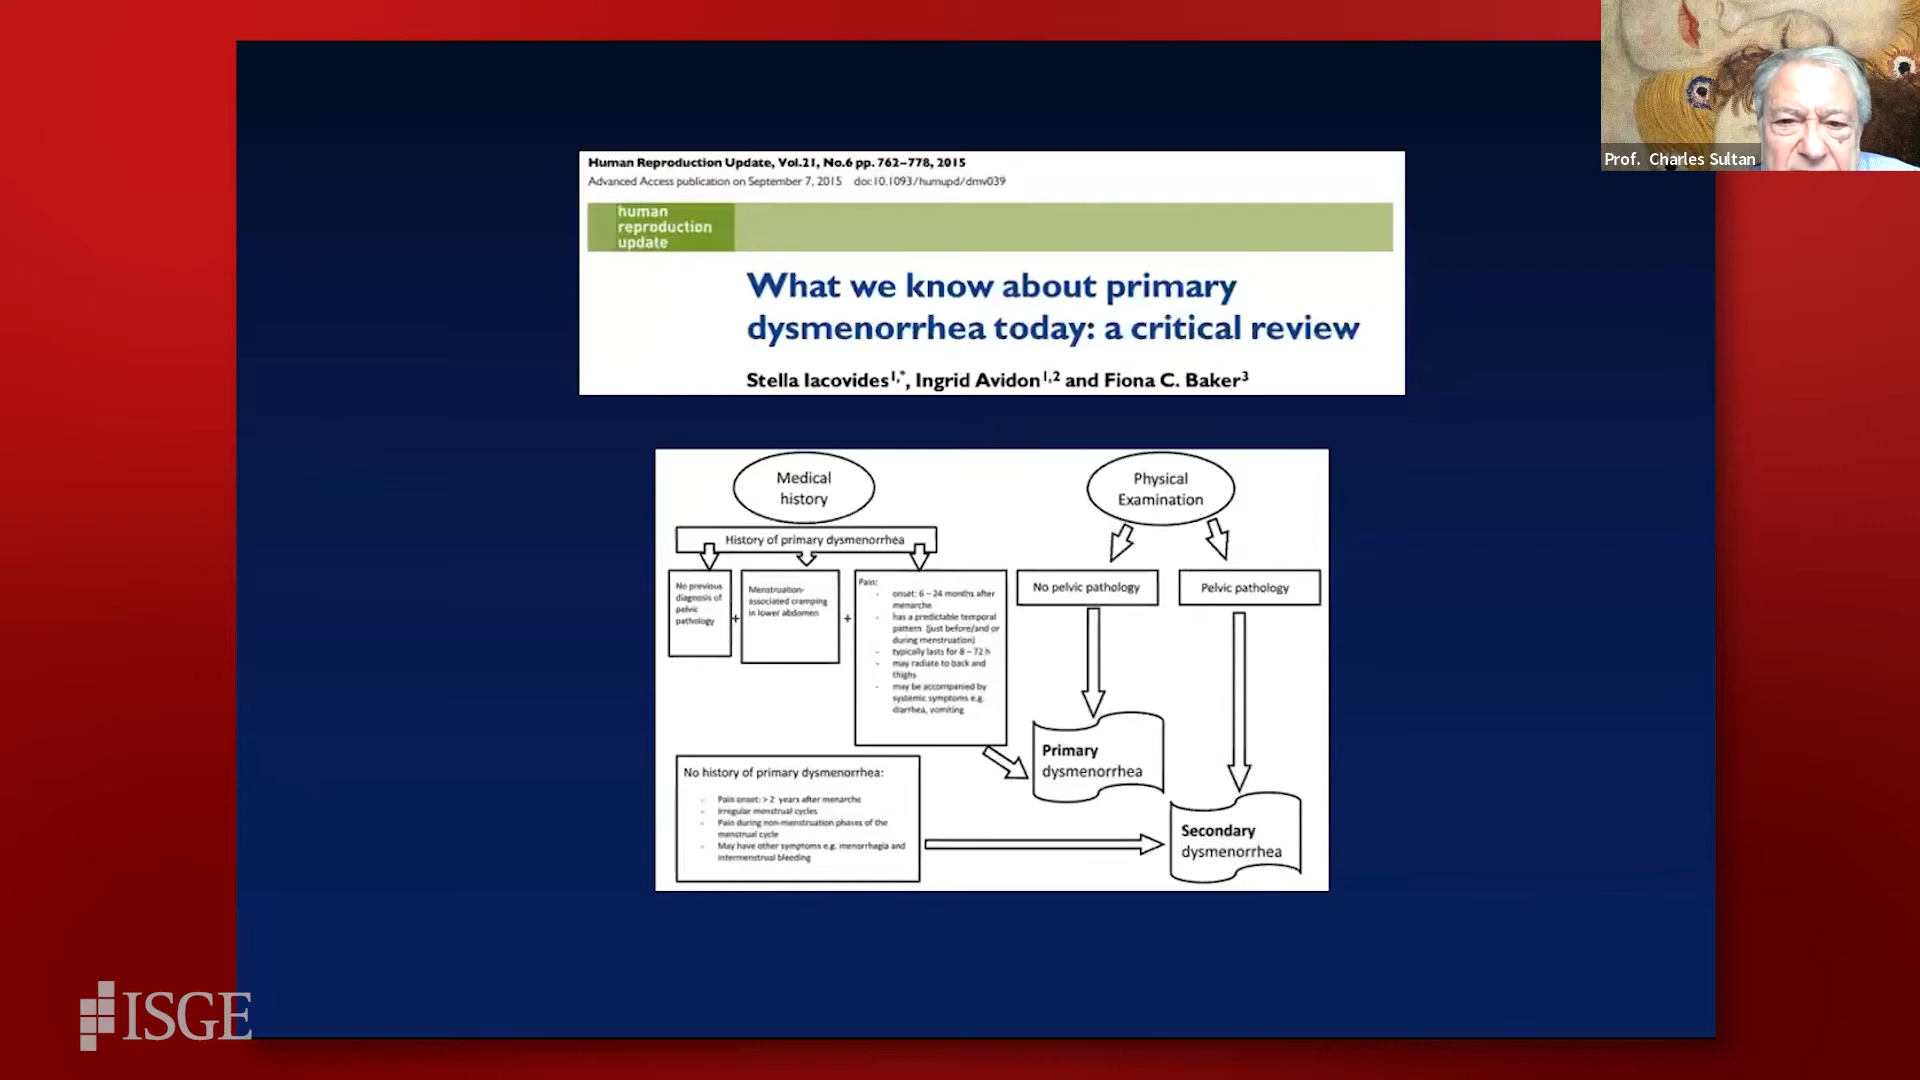 Human Reproduction Update, Vol.21, No.6 pp. 762–778, 2015
Advanced Access publication on September 7, 2015 doi:10.1093/humupd/dmv039
human
reproduction
update
What we know about primary
dysmenorrhea today: a critical review
Stella Iacovides1,*, Ingrid Avidon1,2 and Fiona C. Baker3
Prof. Charles Sultan
Medical
history
History of primary dysmenorrhea
No previous
diagnosis of
pelvic
pathology
+
Menstruation-
associated cramping
in lower abdomen
+
Pain:
- onset: 6 – 24 months after
menarche
- has a predictable temporal
pattern (just before/and or
during menstruation)
- typically lasts for 8 – 72 h
- may radiate to back and
thighs
- may be accompanied by
systemic symptoms e.g.
diarrhea, vomiting
Physical
Examination
No pelvic pathology
Pelvic pathology
Primary
dysmenorrhea
No history of primary dysmenorrhea:
- Pain onset: > 2 years after menarche
- Irregular menstrual cycles
- Pain during non-menstruation phases of the
menstrual cycle
- May have other symptoms e.g. menorrhagia and
intermenstrual bleeding
Secondary
dysmenorrhea
ISGE